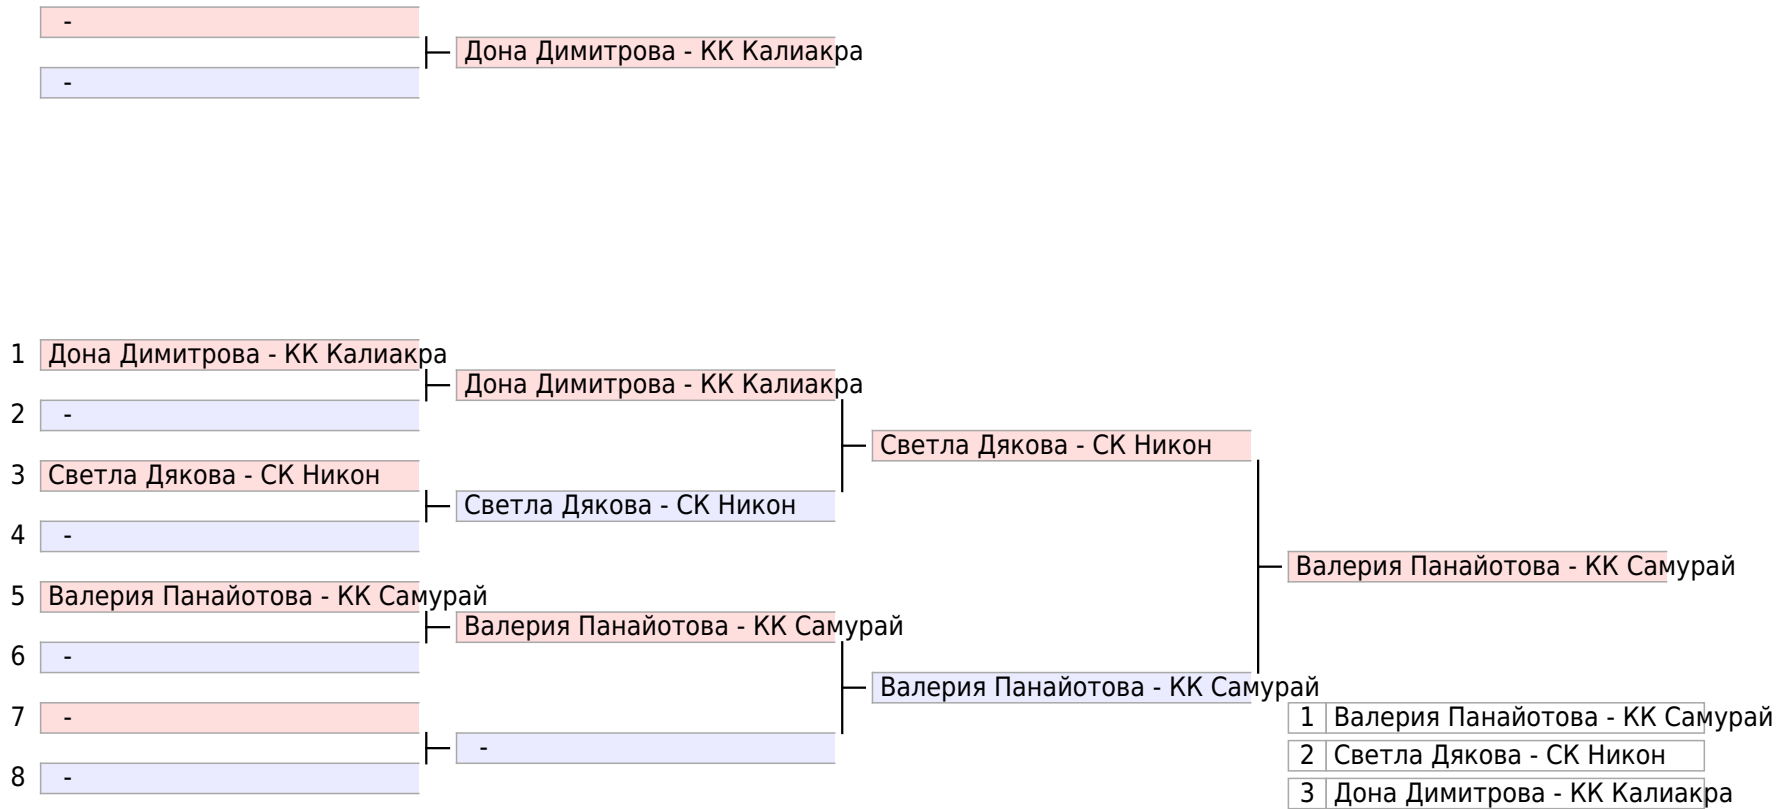 -
Дона Димитрова - КК Калиакра
-
1 Дона Димитрова - КК Калиакра
Дона Димитрова - КК Калиакра
2 -
Светла Дякова - СК Никон
3 Светла Дякова - СК Никон
Светла Дякова - СК Никон
4 -
Валерия Панайотова - КК Самурай
5 Валерия Панайотова - КК Самурай
Валерия Панайотова - КК Самурай
6 -
Валерия Панайотова - КК Самурай
7 -
1 Валерия Панайотова - КК Самурай
-
2 Светла Дякова - СК Никон
8 -
3 Дона Димитрова - КК Калиакра